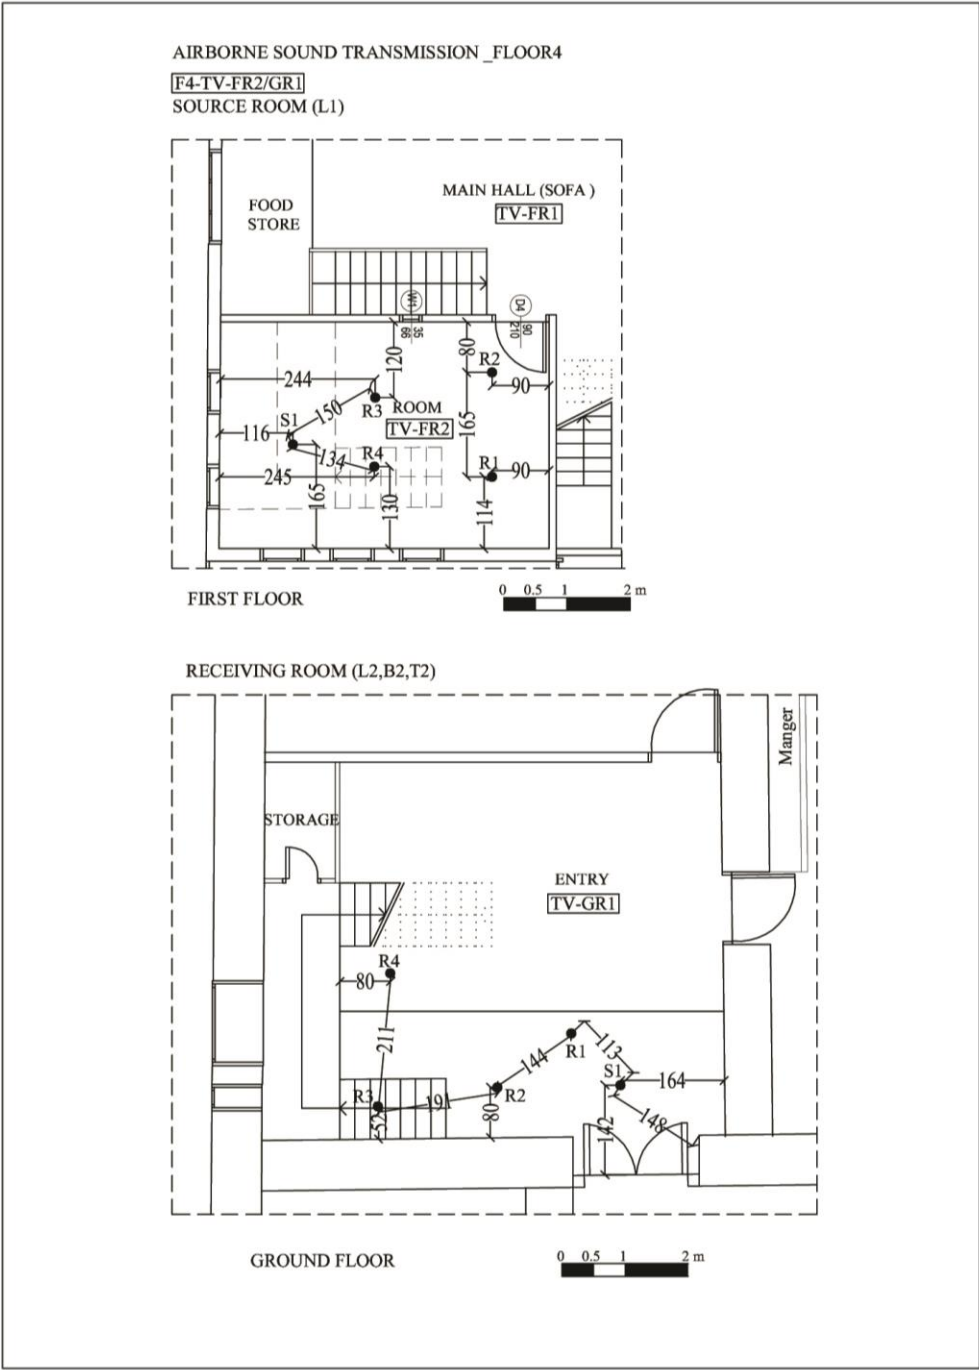 AIRBORNE SOUND TRANSMISSION _FLOOR4
F4-TV-FR2/GR1
SOURCE ROOM (L1)
FOOD
STORE
MAIN HALL (SOFA )
TV-FR1
W1
35
66
D4
90
210
80
R2
120
244
90
150
R3
ROOM
TV-FR2
165
S1
116
R4
R1
134
90
245
165
130
114
FIRST FLOOR
0 0.5 1 2 m
RECEIVING ROOM (L2,B2,T2)
Manger
STORAGE
ENTRY
TV-GR1
R4
80
211
R1
113
144
S1
164
R3
191
R2
80
52
142
148
GROUND FLOOR
0 0.5 1 2 m